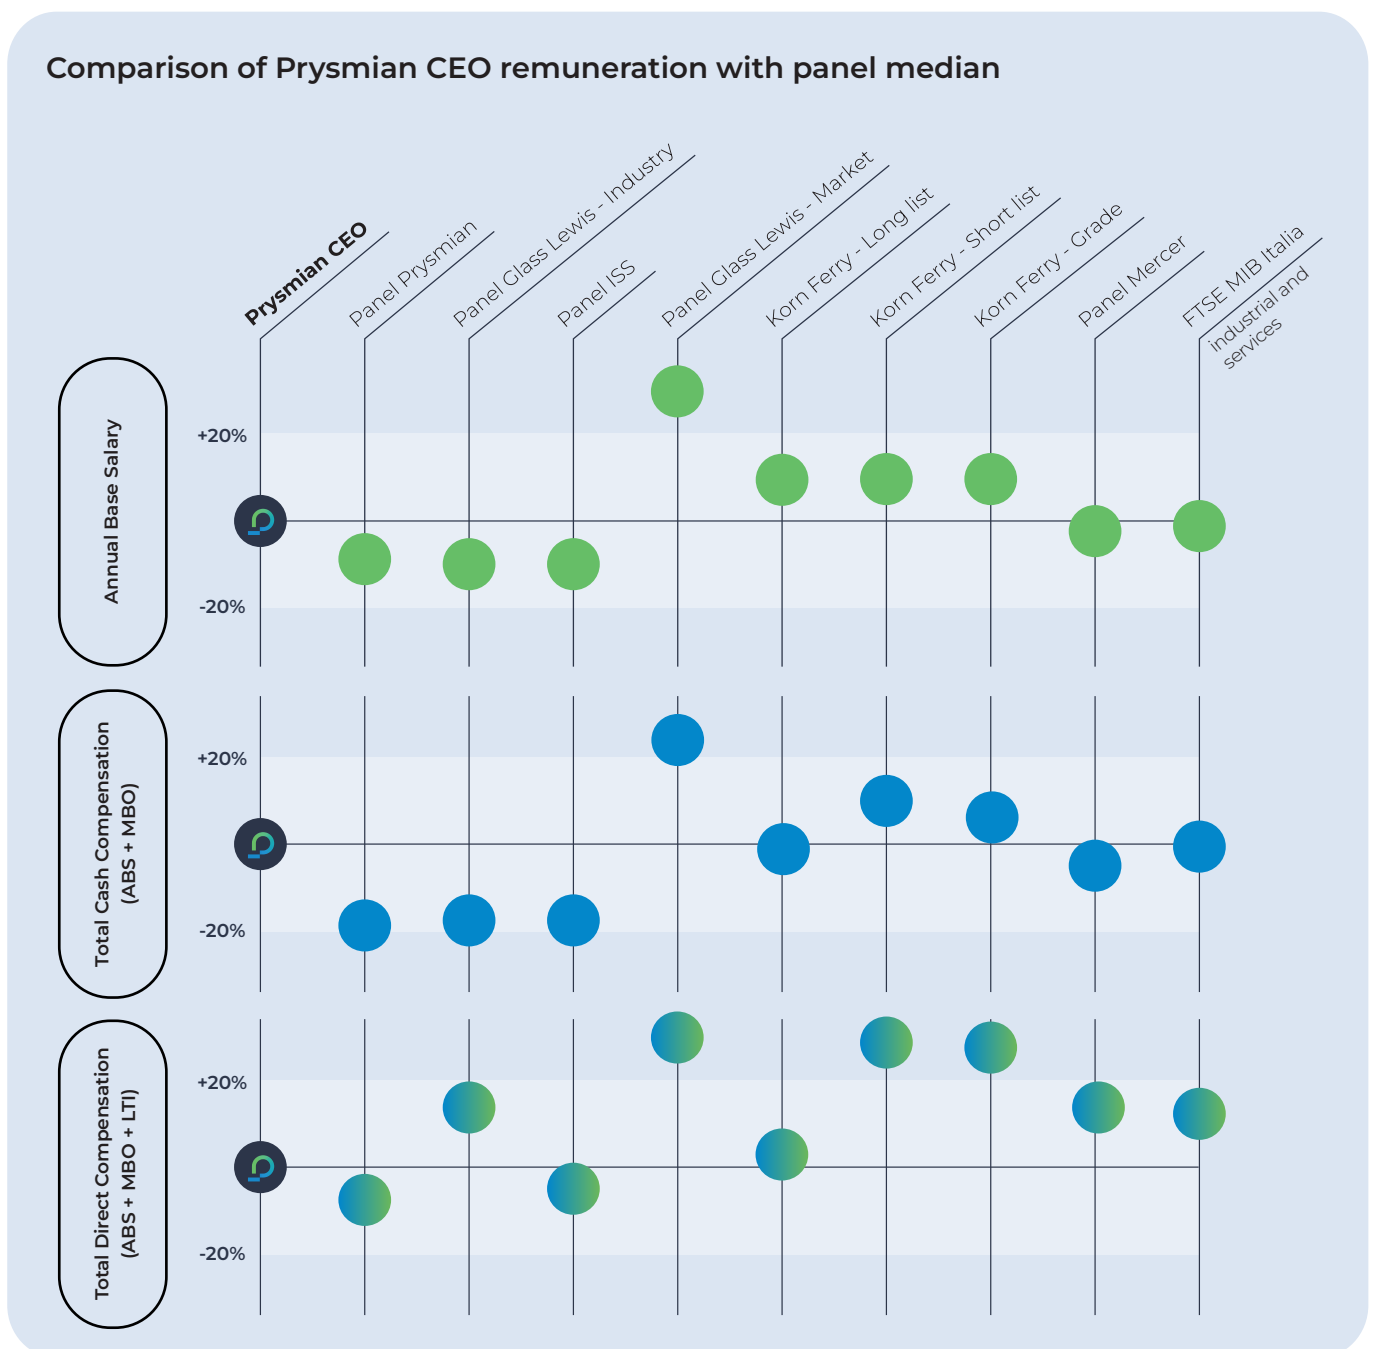 Comparison of Prysmian CEO remuneration with panel median
Prysmian CEO
Panel Prysmian
Panel Glass Lewis - Industry
Panel ISS
Panel Glass Lewis - Market
Korn Ferry - Long list
Korn Ferry - Short list
Korn Ferry - Grade
Panel Mercer
FTSE MIB Italia
industrial and
services
Annual Base Salary
+20%
-20%
Total Cash Compensation
(ABS + MBO)
+20%
-20%
Total Direct Compensation
(ABS + MBO + LTI)
+20%
-20%